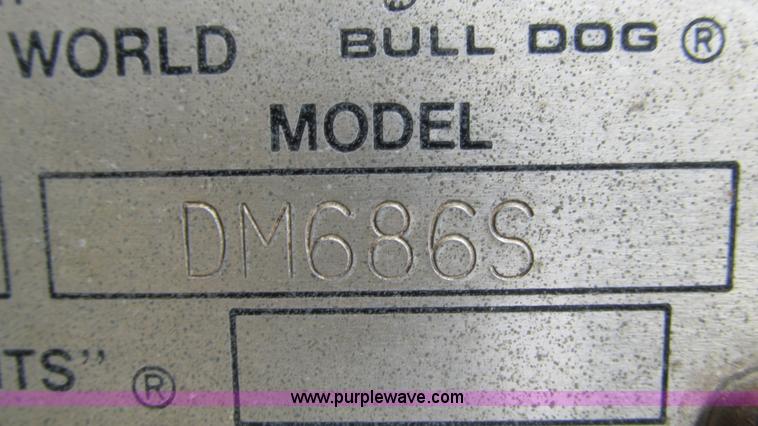 WORLD BULL DOG ®
MODEL
DM686S
ITS" ®
www.purplewave.com